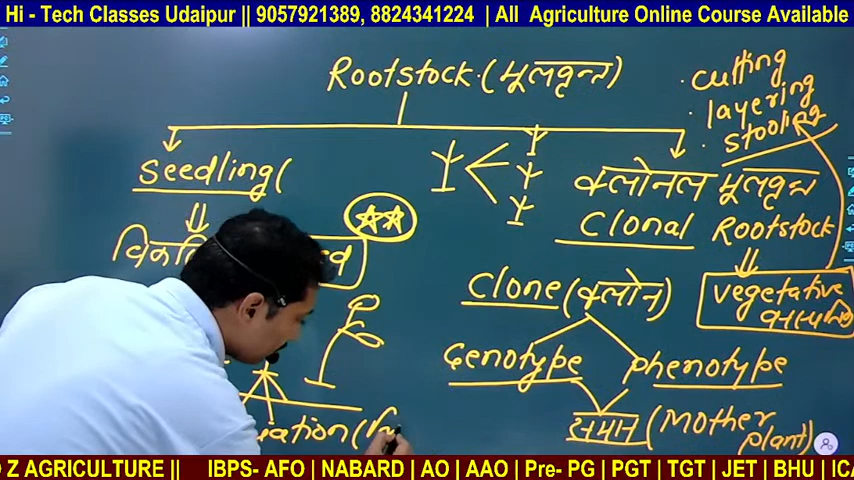 Hi - Tech Classes Udaipur || 9057921389, 8824341224 | All Agriculture Online Course Available
Rootstock (मूलवृन्त)
. cutting
. layering
. stooling
Seedling (
क्लोनल मूलवृन्त
Clonal Rootstock
Clone (क्लोन)
vegetative
Genotype
phenotype
समान (Mother plant)
Z AGRICULTURE || IBPS- AFO | NABARD | AO | AAO | Pre- PG | PGT | TGT | JET | BHU |